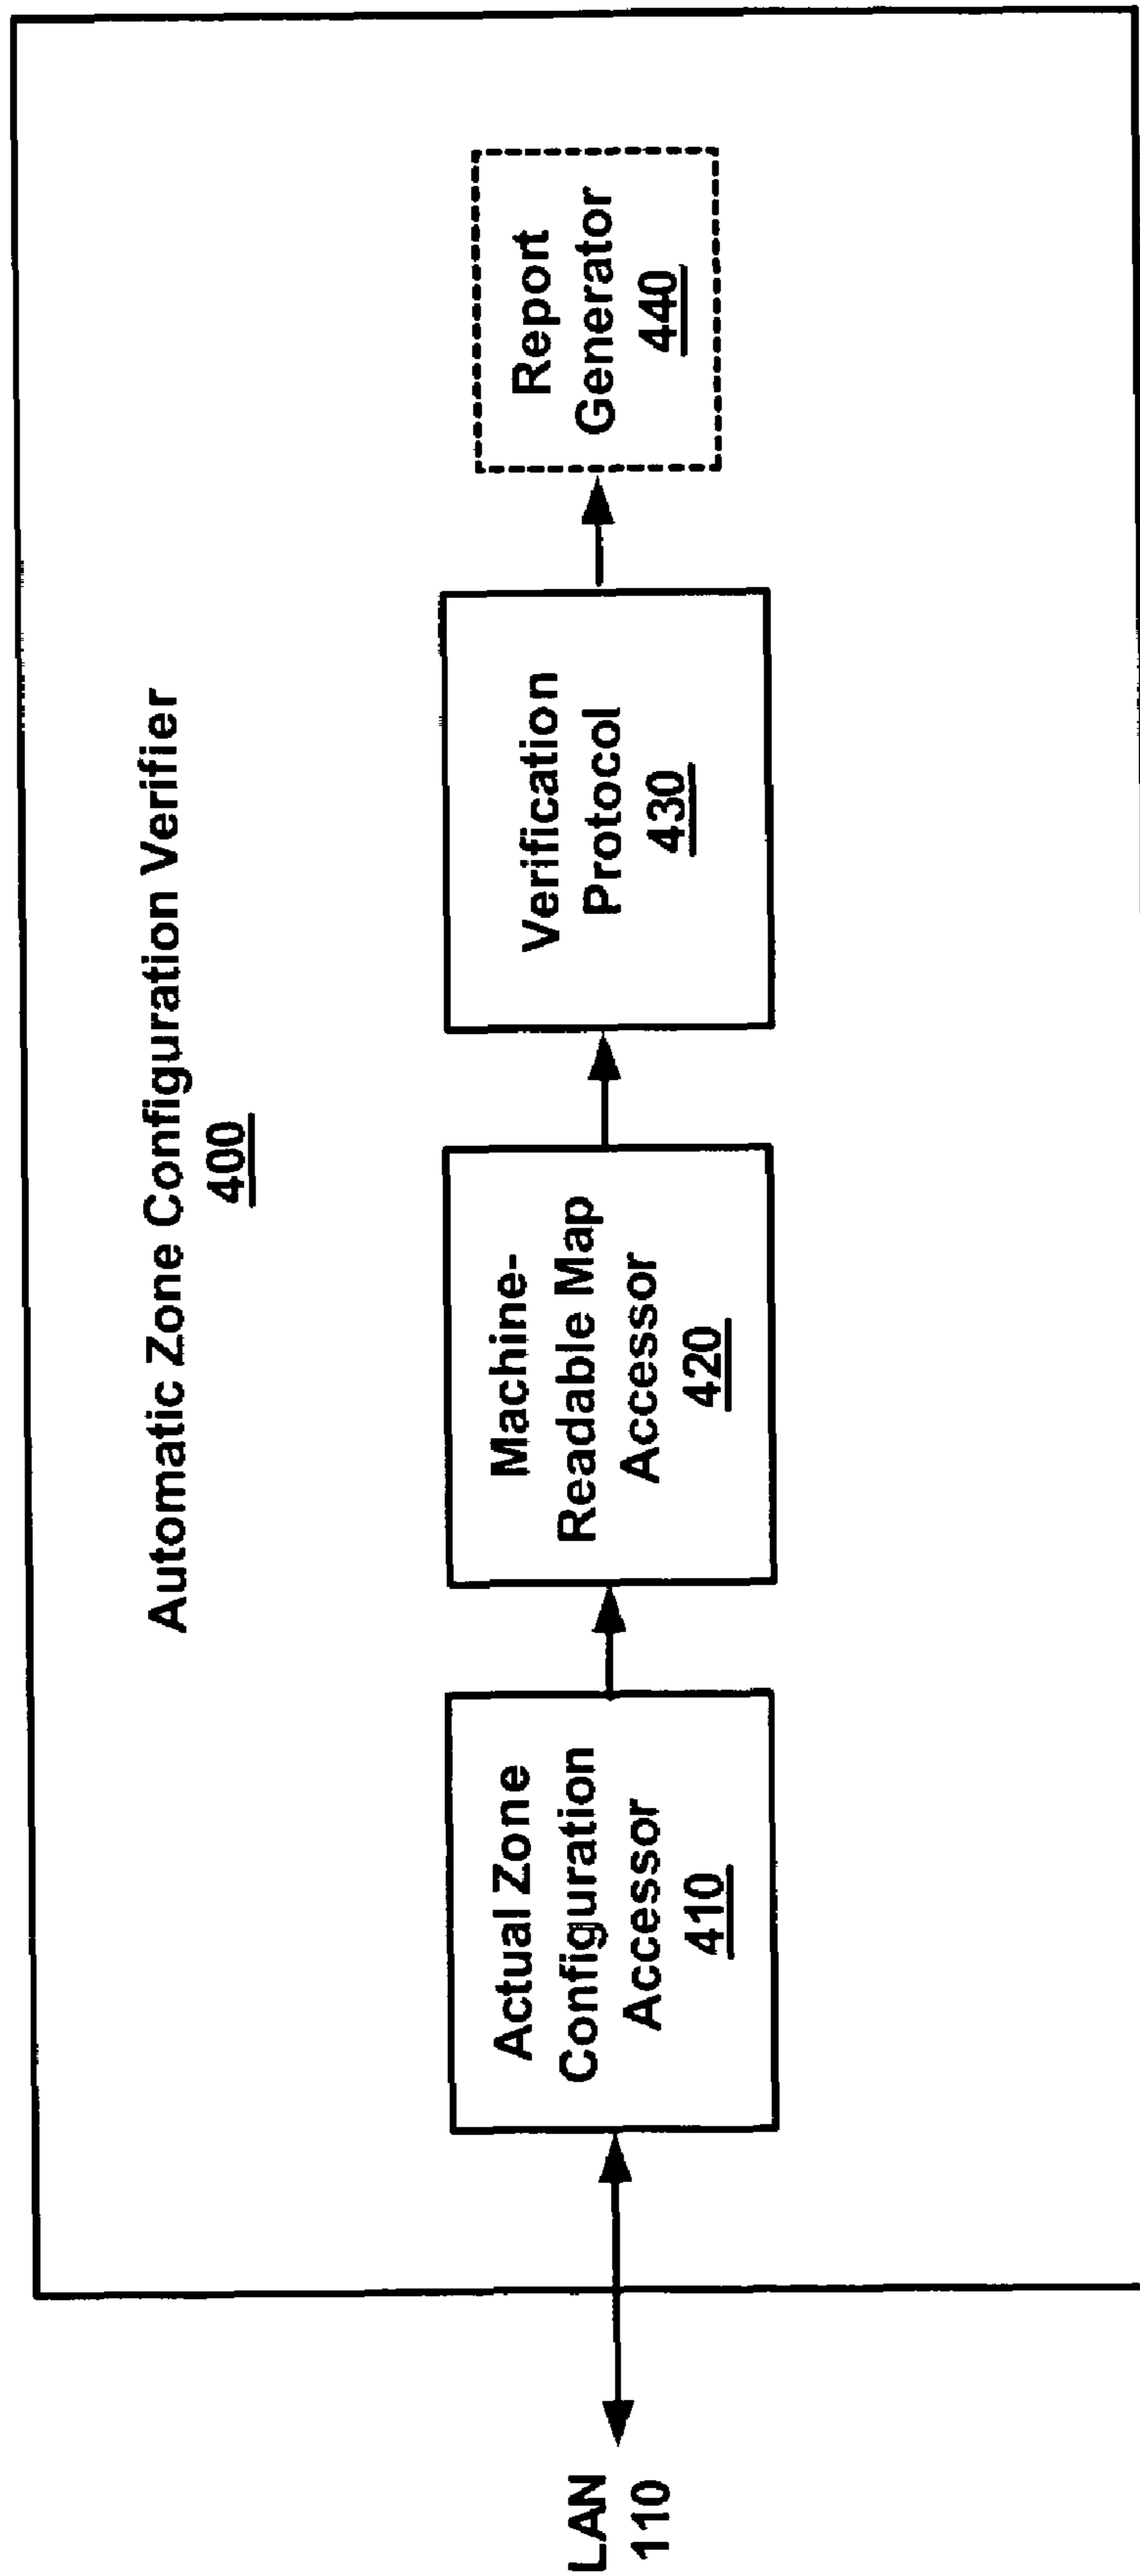 Automatic Zone Configuration Verifier
400
LAN
110
Actual Zone
Configuration
Accessor
410
Machine-
Readable Map
Accessor
420
Verification
Protocol
430
Report
Generator
440